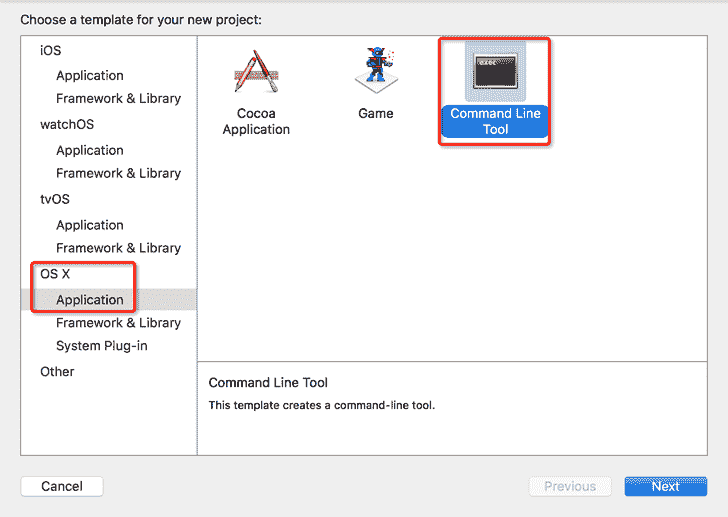 Choose a template for your new project:
iOS
Application
Framework & Library
watchOS
Application
Framework & Library
tvOS
Application
Framework & Library
OS X
Application
Framework & Library
System Plug-in
Other
Cocoa
Application
Game
exec
Command Line
Tool
Command Line Tool
This template creates a command-line tool.
Cancel
Previous
Next